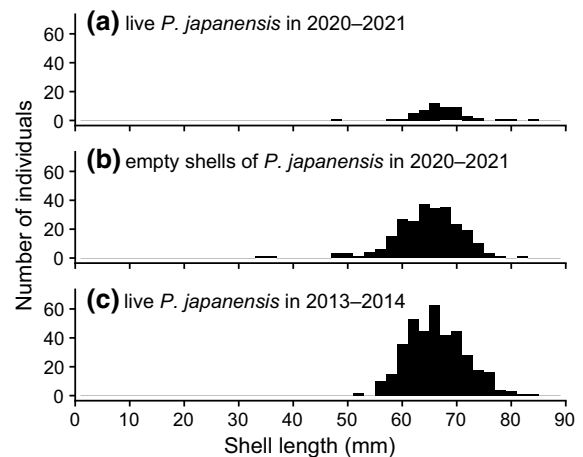 (a) live P. japanensis in 2020–2021
60
40
20
0
(b) empty shells of P. japanensis in 2020–2021
60
40
20
0
(c) live P. japanensis in 2013–2014
60
40
20
0
0 10 20 30 40 50 60 70 80 90
Shell length (mm)
Number of individuals